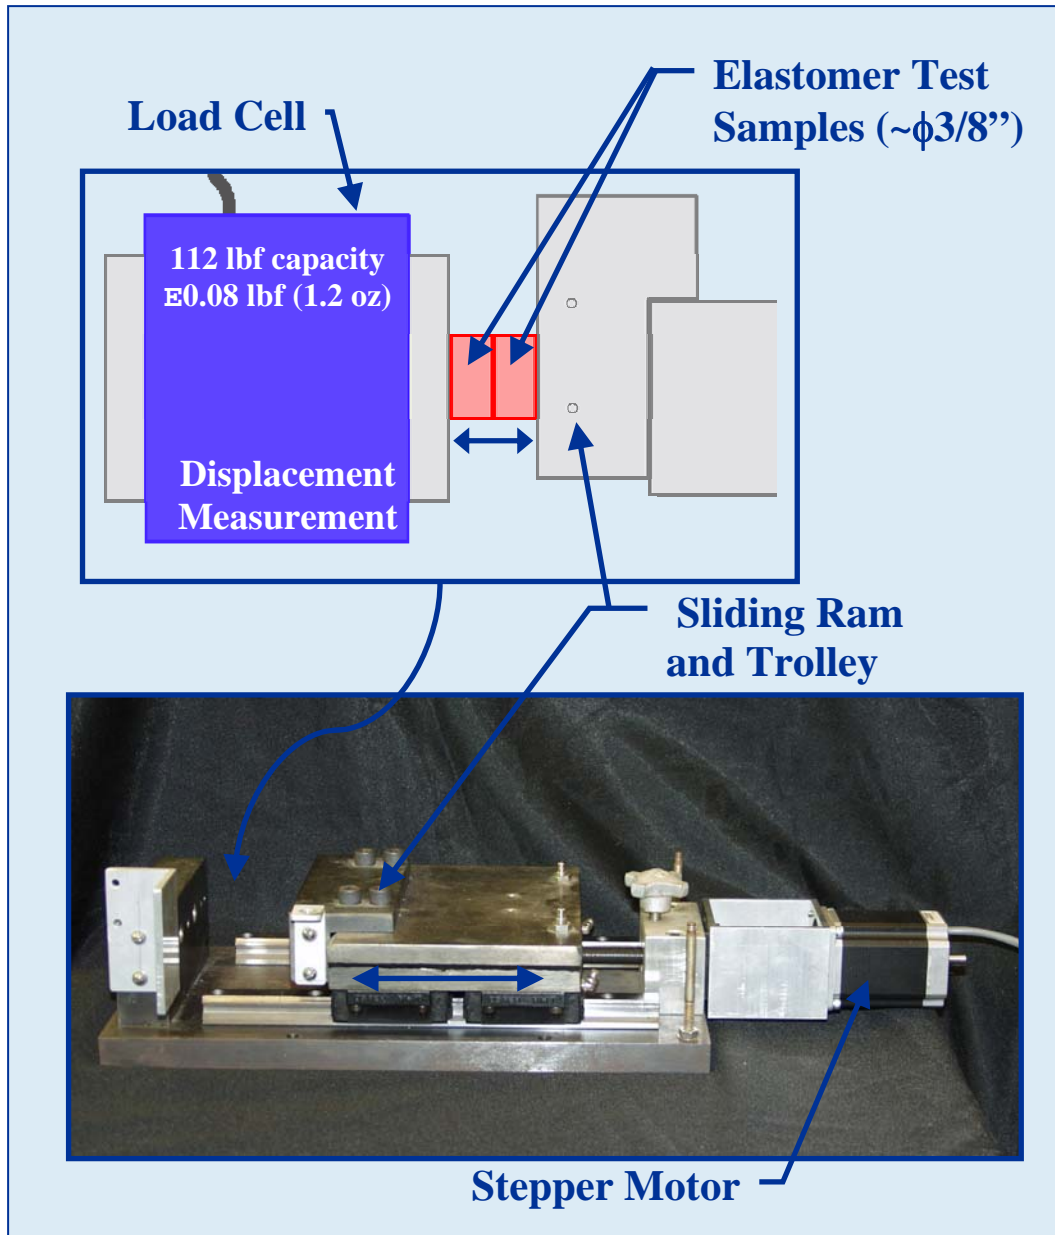 Elastomer Test
Samples (~ϕ3/8”)
Load Cell
112 lbf capacity
E0.08 lbf (1.2 oz)
Displacement
Measurement
Sliding Ram
and Trolley
Stepper Motor